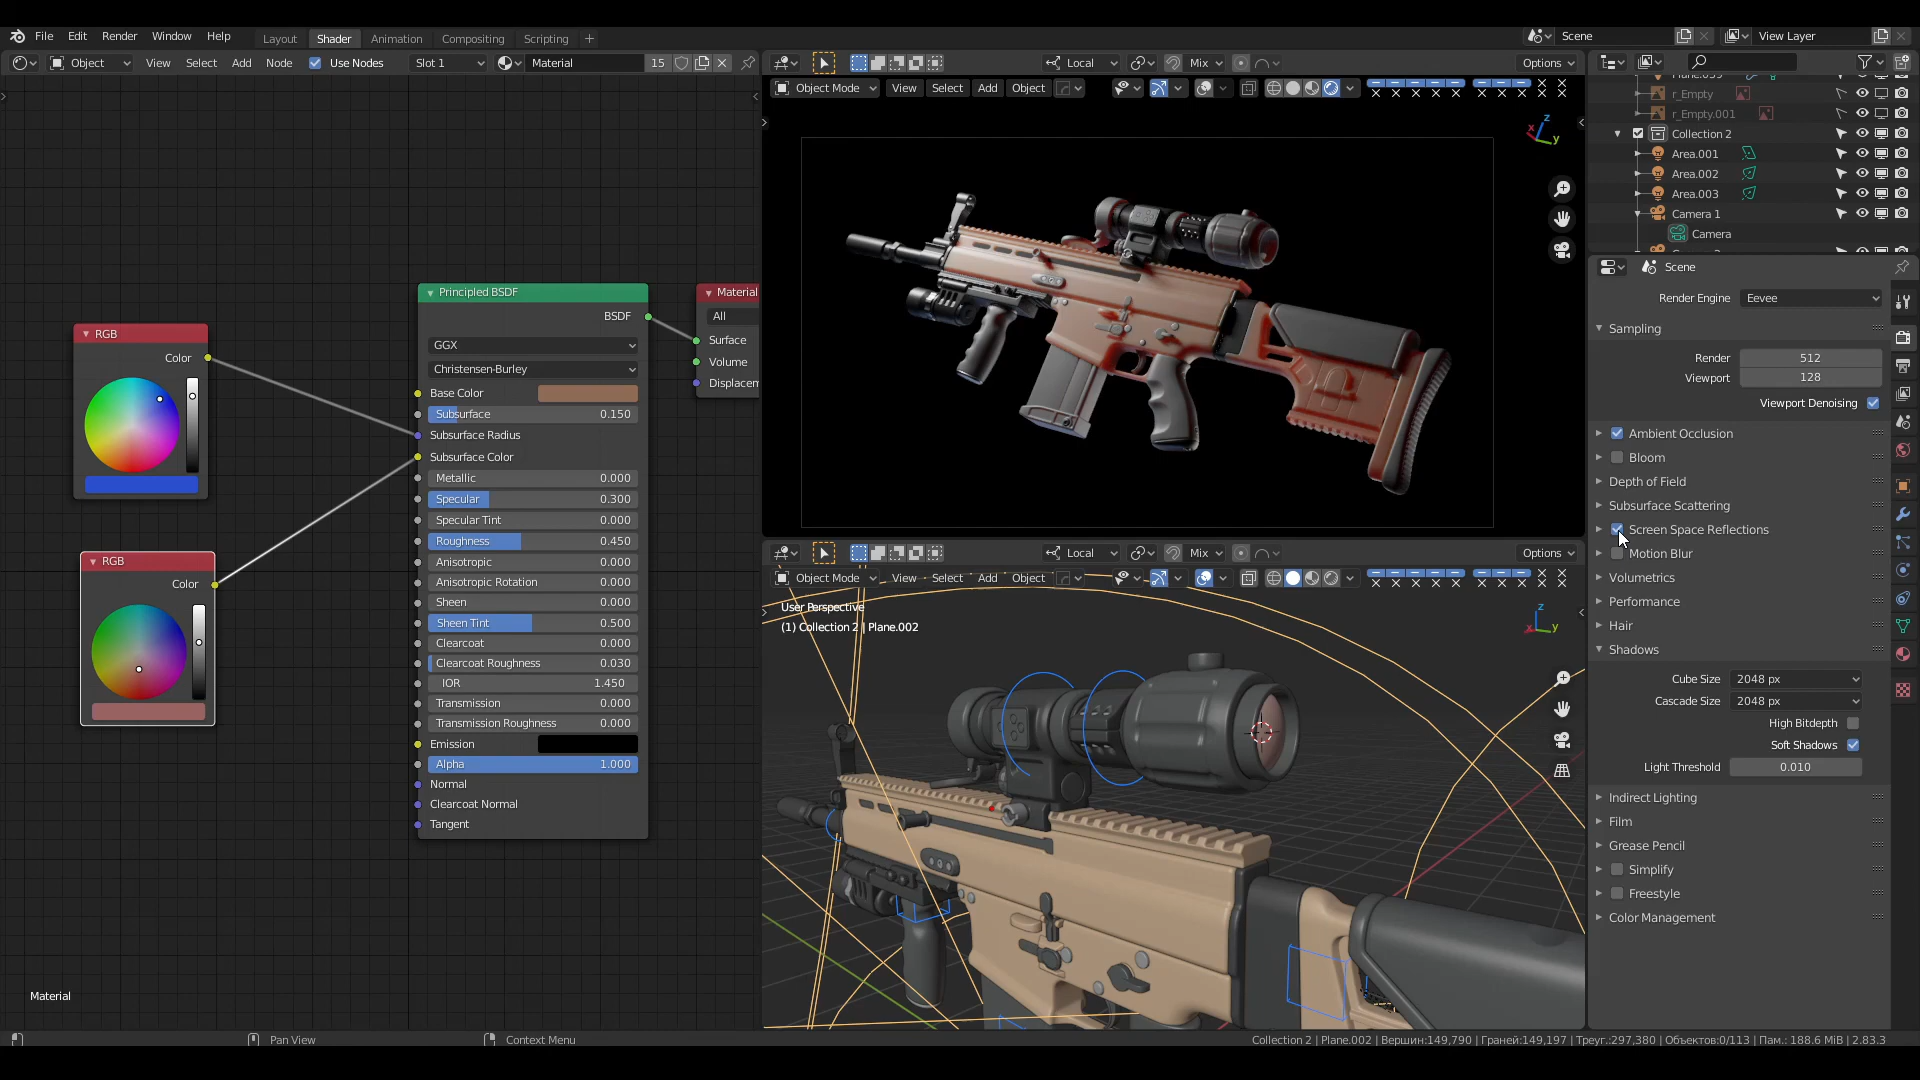 File Edit Render Window Help Layout Shader Animation Compositing Scripting + Scene View Layer
Object View Select Add Node Use Nodes Slot 1 Material 15
Local Mix Options
Object Mode View Select Add Object
r_Empty
r_Empty.001
Collection 2
Area.001
Area.002
Area.003
Camera 1
Camera
RGB
Color
RGB
Color
Principled BSDF
BSDF
GGX
Christensen-Burley
Base Color
Subsurface 0.150
Subsurface Radius
Subsurface Color
Metallic 0.000
Specular 0.300
Specular Tint 0.000
Roughness 0.450
Anisotropic 0.000
Anisotropic Rotation 0.000
Sheen 0.000
Sheen Tint 0.500
Clearcoat 0.000
Clearcoat Roughness 0.030
IOR 1.450
Transmission 0.000
Transmission Roughness 0.000
Emission
Alpha 1.000
Normal
Clearcoat Normal
Tangent
Material
All
Surface
Volume
Displacem
Material
Z
X
Y
Local Mix Options
Object Mode View Select Add Object
User Perspective
(1) Collection 2 | Plane.002
Z
X
Y
Scene
Render Engine Eevee
Sampling
Render 512
Viewport 128
Viewport Denoising
Ambient Occlusion
Bloom
Depth of Field
Subsurface Scattering
Screen Space Reflections
Motion Blur
Volumetrics
Performance
Hair
Shadows
Cube Size 2048 px
Cascade Size 2048 px
High Bitdepth
Soft Shadows
Light Threshold 0.010
Indirect Lighting
Film
Grease Pencil
Simplify
Freestyle
Color Management
Pan View Context Menu Collection 2 | Plane.002 | Вершин:149,790 | Граней:149,197 | Треуг.:297,380 | Объектов:0/113 | Пам.: 188.6 MiB | 2.83.3